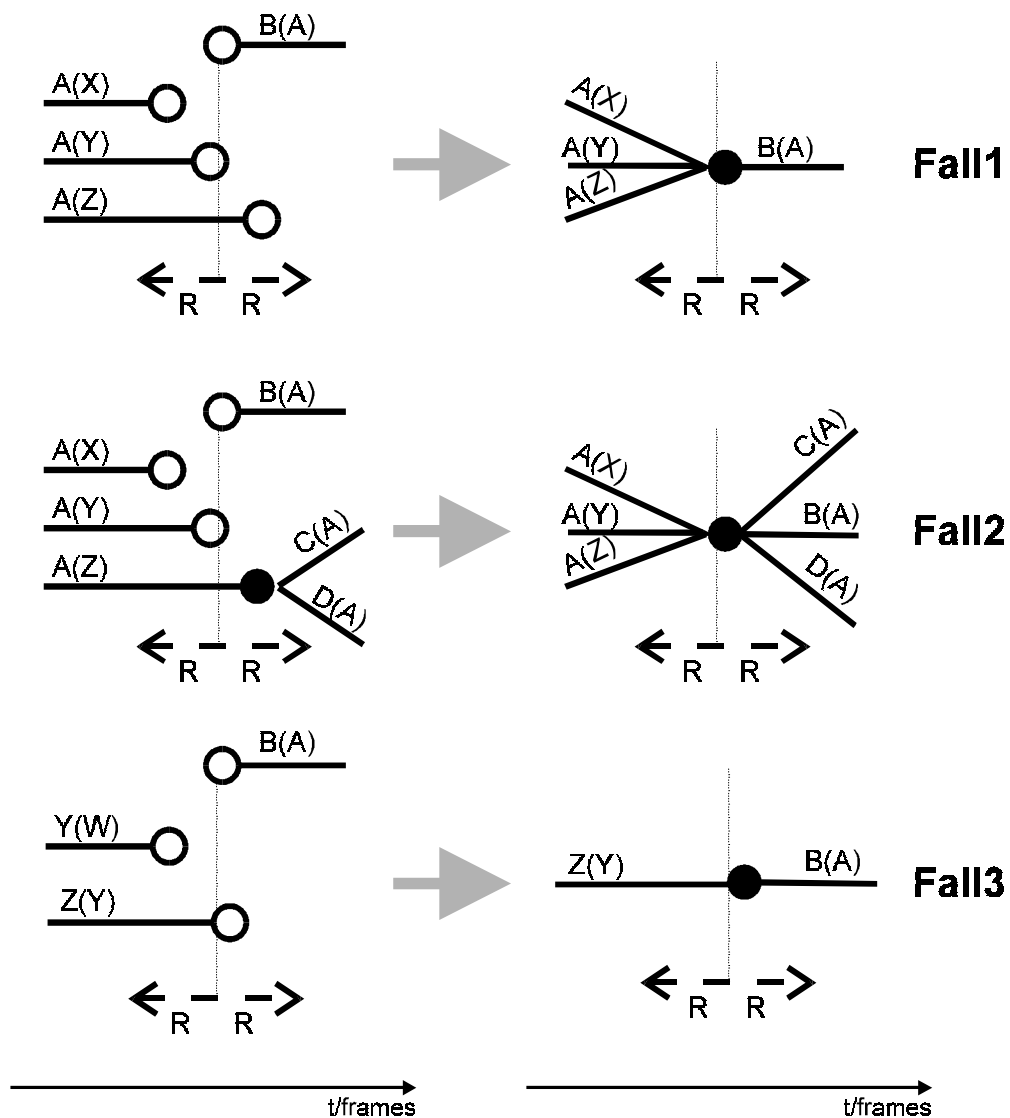 B(A)
A(X)
A(Y)
A(Z)
R R
A(X)
A(Y)
A(Z)
B(A)
R R
Fall1
B(A)
A(X)
A(Y)
A(Z)
C(A)
D(A)
R R
A(X)
A(Y)
A(Z)
C(A)
B(A)
D(A)
R R
Fall2
B(A)
Y(W)
Z(Y)
R R
Z(Y)
B(A)
R R
Fall3
t/frames
t/frames